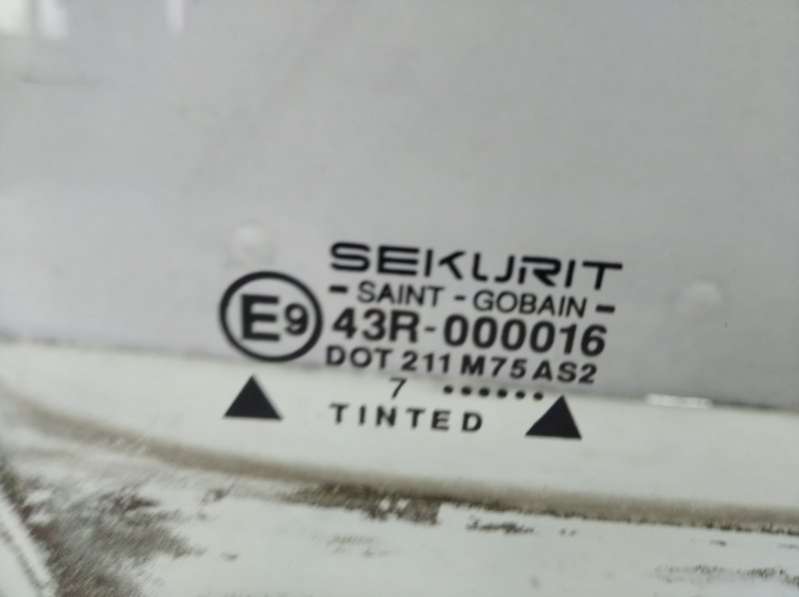 SEKURIT
- SAINT - GOBAIN -
E9 43R-000016
DOT 211 M75 AS2
7 ......
TINTED